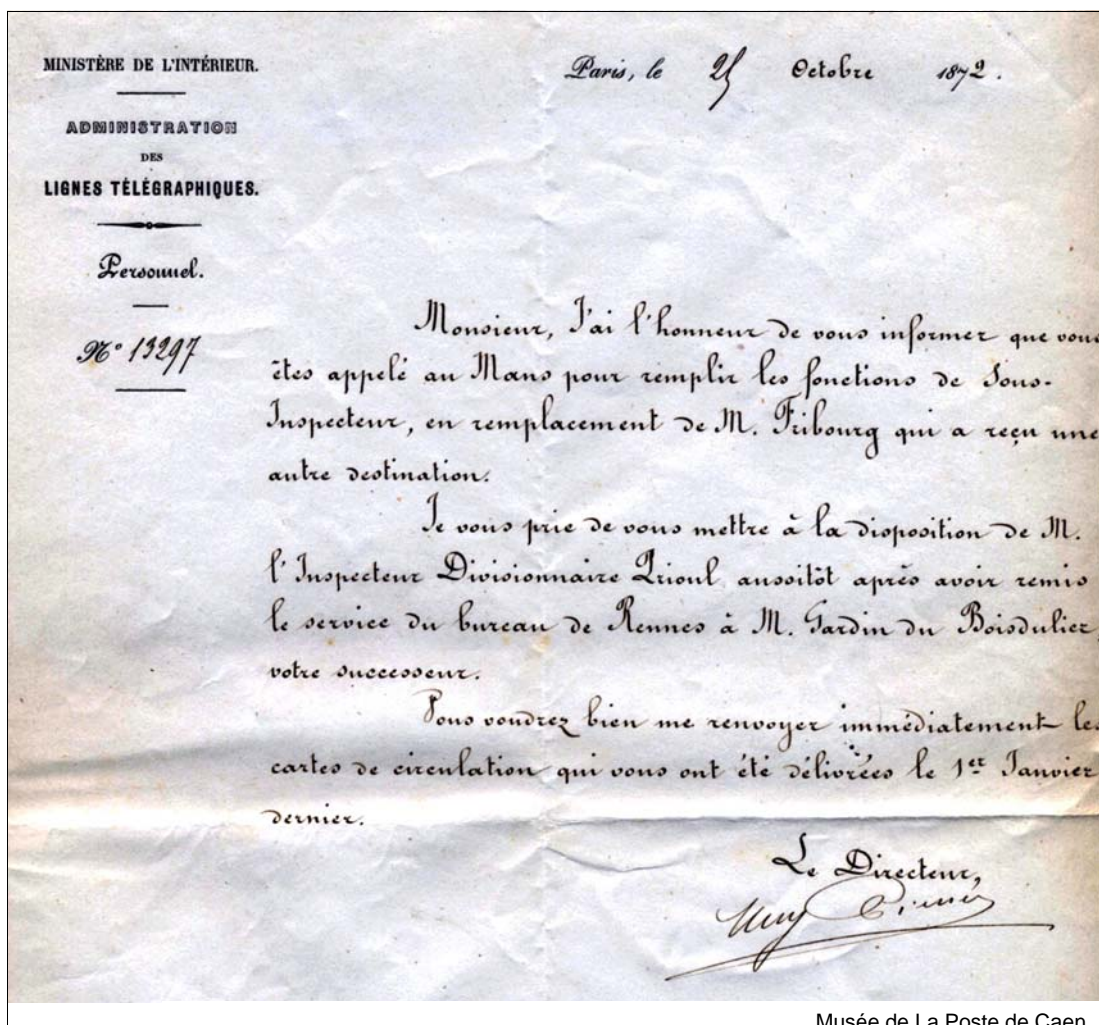 MINISTÈRE DE L'INTÉRIEUR.
ADMINISTRATION
DES
LIGNES TÉLÉGRAPHIQUES.
Personnel.
N° 13297
Paris, le 25 Octobre 1872.
Monsieur, J'ai l'honneur de vous informer que vous
êtes appelé au Mans pour remplir les fonctions de Sous-
Inspecteur, en remplacement de M. Fribourg qui a reçu une
autre destination.
Je vous prie de vous mettre à la disposition de M.
l'Inspecteur Divisionnaire aussitôt après avoir remis
le service du bureau de Rennes à M. Gardin du Boisdulier,
votre successeur.
Vous voudrez bien me renvoyer immédiatement les
cartes de circulation qui vous ont été délivrées le 1er Janvier
dernier.
Le Directeur,
Musée de La Poste de Caen